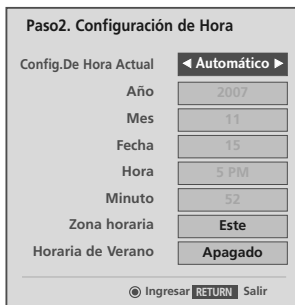 Paso2. Configuración de Hora
Config.De Hora Actual ◀ Automático ▶
Año 2007
Mes 11
Fecha 15
Hora 5 PM
Minuto 52
Zona horaria Este
Horaria de Verano Apagado
Ingresar RETURN Salir